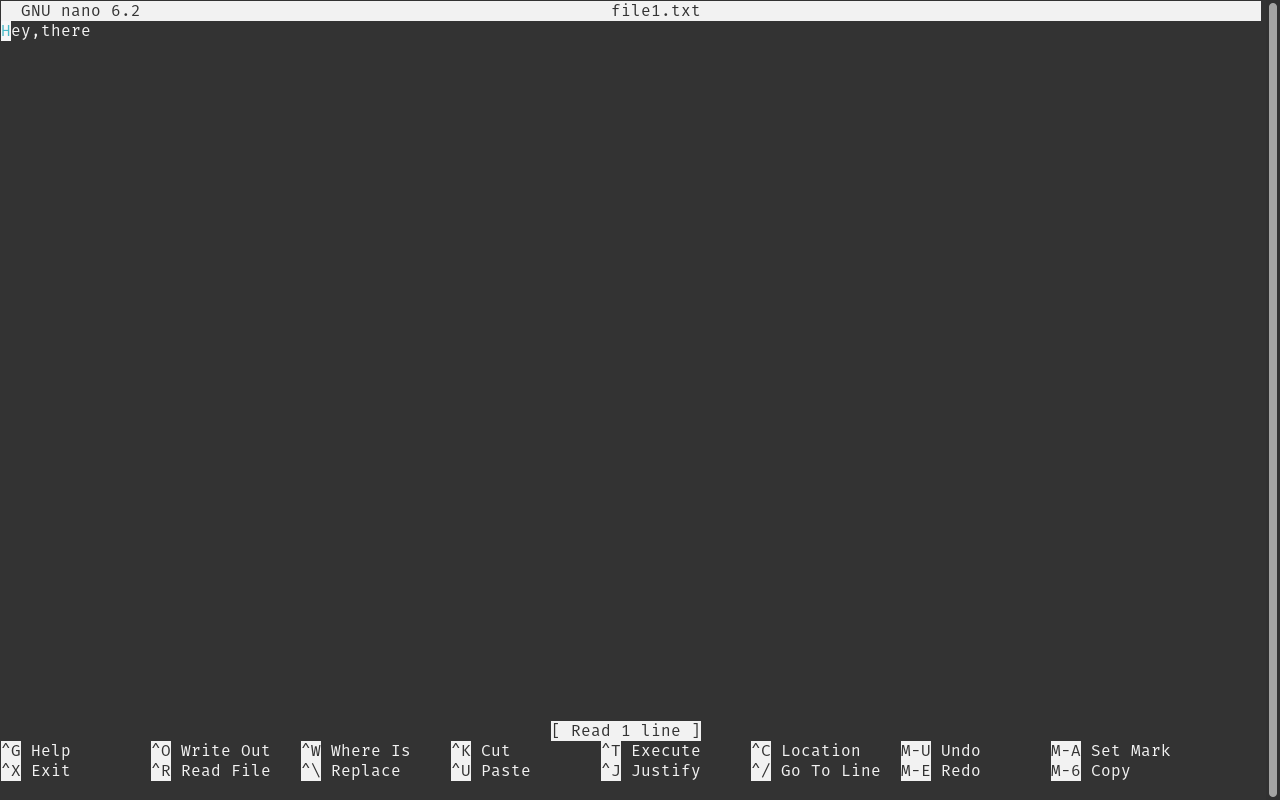 GNU nano 6.2 file1.txt
Hey,there
[ Read 1 line ]
^G Help ^O Write Out ^W Where Is ^K Cut ^T Execute ^C Location M-U Undo M-A Set Mark
^X Exit ^R Read File ^\ Replace ^U Paste ^J Justify ^/ Go To Line M-E Redo M-6 Copy